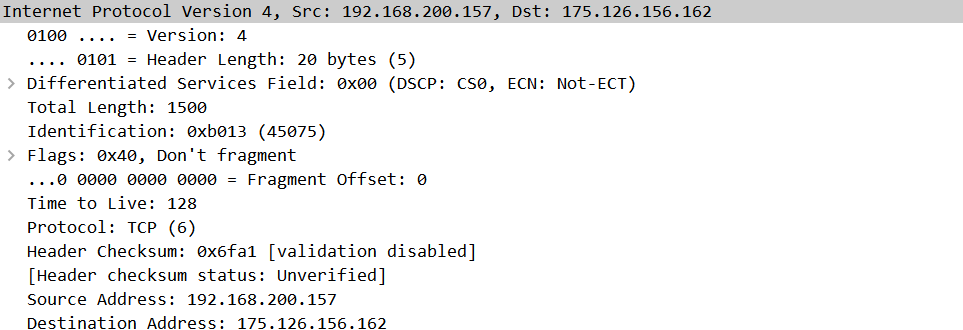 Internet Protocol Version 4, Src: 192.168.200.157, Dst: 175.126.156.162
0100 .... = Version: 4
.... 0101 = Header Length: 20 bytes (5)
Differentiated Services Field: 0x00 (DSCP: CS0, ECN: Not-ECT)
Total Length: 1500
Identification: 0xb013 (45075)
Flags: 0x40, Don't fragment
...0 0000 0000 0000 = Fragment Offset: 0
Time to Live: 128
Protocol: TCP (6)
Header Checksum: 0x6fa1 [validation disabled]
[Header checksum status: Unverified]
Source Address: 192.168.200.157
Destination Address: 175.126.156.162